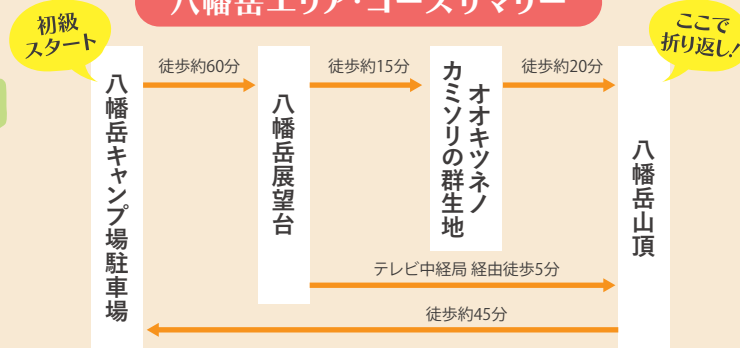 八幡岳エリア・コースサマリー
初級
スタート
ここで
折り返し!
徒歩約60分
徒歩約15分
徒歩約20分
八幡岳キャンプ場駐車場
八幡岳展望台
オオキツネノ
カミソリの群生地
八幡岳山頂
テレビ中経局 経由徒歩5分
徒歩約45分